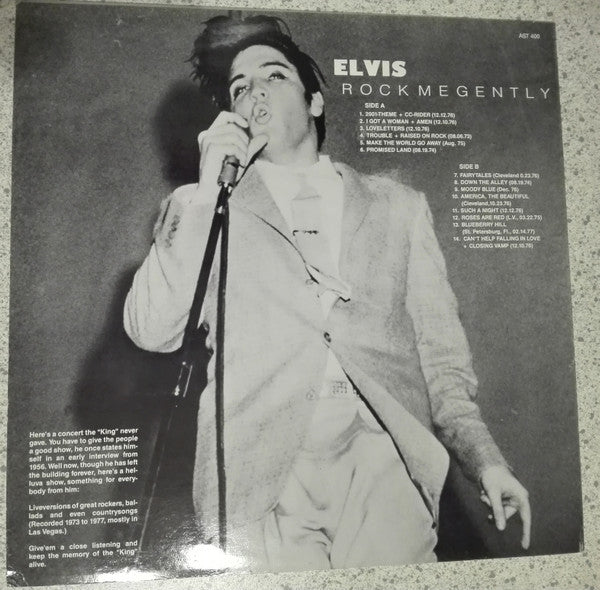 AST 400
ELVIS
ROCKMEGENTLY
SIDE A
1. 2001-THEME + CC-RIDER (12.12.76)
2. I GOT A WOMAN + AMEN (12.10.76)
3. LOVELETTERS (12.10.76)
4. TROUBLE + RAISED ON ROCK (08.06.73)
5. MAKE THE WORLD GO AWAY (Aug. 75)
6. PROMISED LAND (08.19.74)
SIDE B
7. FAIRYTALES (Cleveland 0.23.76)
8. DOWN THE ALLEY (08.19.74)
9. MOODY BLUE (Dec. 76)
10. AMERICA, THE BEAUTIFUL
(Cleveland,10.23.76)
11. SUCH A NIGHT (12.12.76)
12. ROSES ARE RED (L.V., 03.22.75)
13. BLUEBERRY HILL
(St. Petersburg, Fl., 02.14.77)
14. CAN'T HELP FALLING IN LOVE
+ CLOSING VAMP (12.10.76)
Here's a concert the "King" never
gave. You have to give the people
a good show, he once states him-
self in an early interview from
1956. Well now, though he has left
the building forever, here's a hel-
luva show, something for every-
body from him:
Liveversions of great rockers, bal-
lads and even countrysongs
(Recorded 1973 to 1977, mostly in
Las Vegas.)
Give'em a close listening and
keep the memory of the "King"
alive.